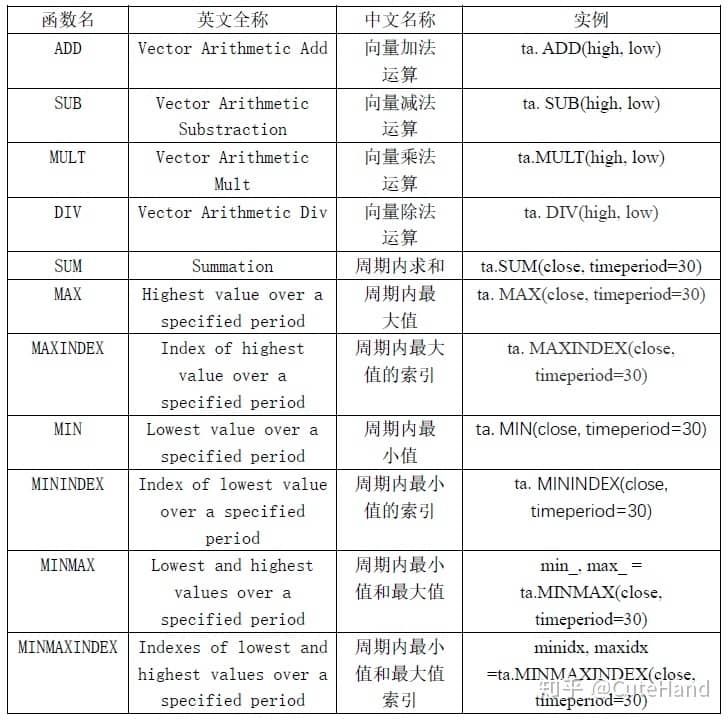 函数名 英文全称 中文名称 实例
ADD Vector Arithmetic Add 向量加法 ta. ADD(high, low)
运算
SUB Vector Arithmetic 向量减法 ta. SUB(high, low)
Substraction 运算
MULT Vector Arithmetic 向量乘法 ta.MULT(high, low)
Mult 运算
DIV Vector Arithmetic Div 向量除法 ta. DIV(high, low)
运算
SUM Summation 周期内求和 ta.SUM(close, timeperiod=30)
MAX Highest value over a 周期内最 ta. MAX(close, timeperiod=30)
specified period 大值
MAXINDEX Index of highest 周期内最大 ta. MAXINDEX(close,
value over a 值的索引 timeperiod=30)
specified period
MIN Lowest value over a 周期内最 ta. MIN(close, timeperiod=30)
specified period 小值
MININDEX Index of lowest value 周期内最小 ta. MININDEX(close,
over a specified 值的索引 timeperiod=30)
period
MINMAX Lowest and highest 周期内最小 min_, max_ =
values over a 值和最大值 ta.MINMAX(close,
specified period timeperiod=30)
MINMAXINDEX Indexes of lowest and 周期内最小 minidx, maxidx
highest values over a 值和最大值 =ta.MINMAXINDEX(close,
specified period 索引 timeperiod=30)
知乎 @CuteHand